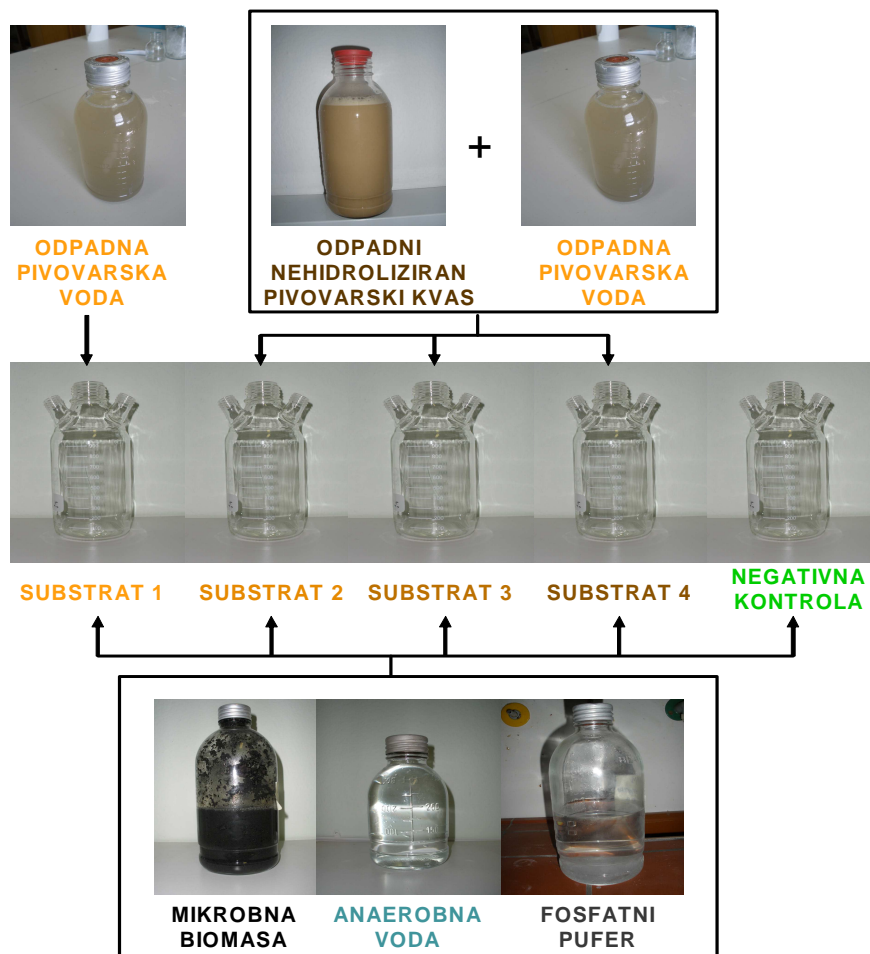 +
ODPADNA
PIVOVARSKA
VODA
ODPADNI
NEHIDROLIZIRAN
PIVOVARSKI KVAS
ODPADNA
PIVOVARSKA
VODA
SUBSTRAT 1
SUBSTRAT 2
SUBSTRAT 3
SUBSTRAT 4
NEGATIVNA
KONTROLA
MIKROBNA
BIOMASA
ANAEROBNA
VODA
FOSFATNI
PUFER